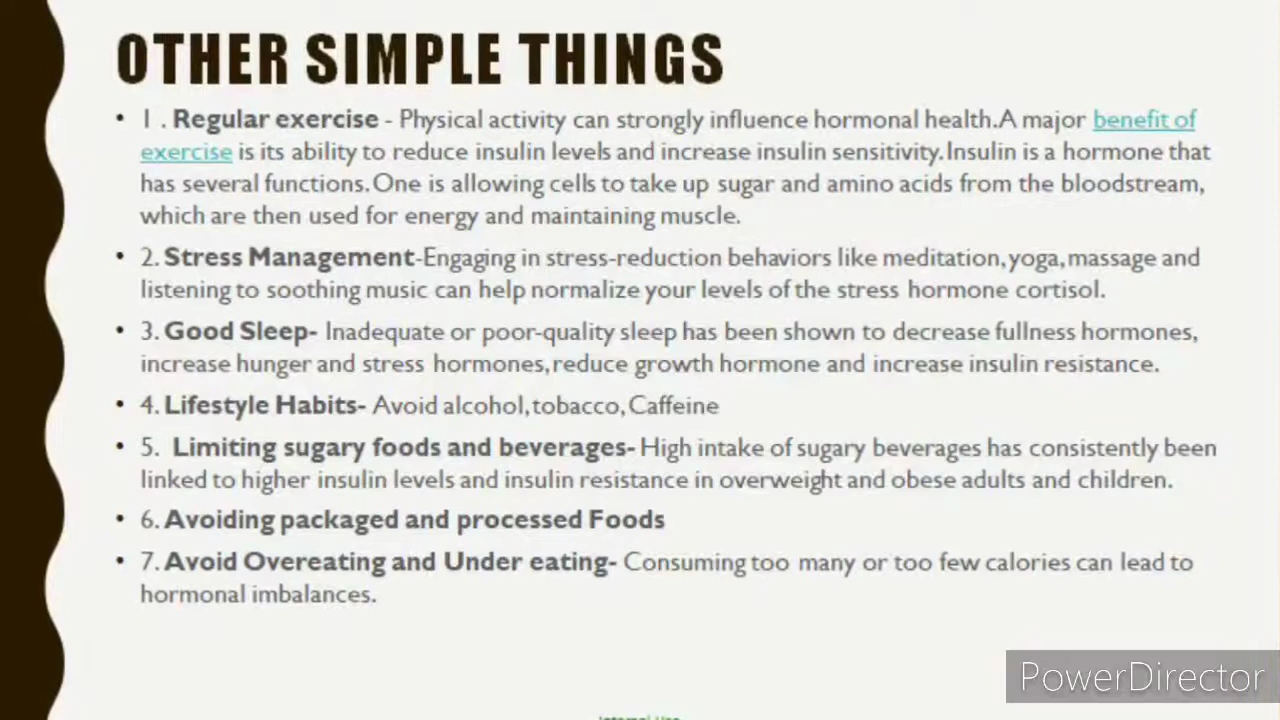 OTHER SIMPLE THINGS
• 1 . Regular exercise - Physical activity can strongly influence hormonal health. A major benefit of
exercise is its ability to reduce insulin levels and increase insulin sensitivity. Insulin is a hormone that
has several functions. One is allowing cells to take up sugar and amino acids from the bloodstream,
which are then used for energy and maintaining muscle.
• 2. Stress Management-Engaging in stress-reduction behaviors like meditation, yoga, massage and
listening to soothing music can help normalize your levels of the stress hormone cortisol.
• 3. Good Sleep- Inadequate or poor-quality sleep has been shown to decrease fullness hormones,
increase hunger and stress hormones, reduce growth hormone and increase insulin resistance.
• 4. Lifestyle Habits- Avoid alcohol, tobacco, Caffeine
• 5. Limiting sugary foods and beverages- High intake of sugary beverages has consistently been
linked to higher insulin levels and insulin resistance in overweight and obese adults and children.
• 6. Avoiding packaged and processed Foods
• 7. Avoid Overeating and Under eating- Consuming too many or too few calories can lead to
hormonal imbalances.
PowerDirector